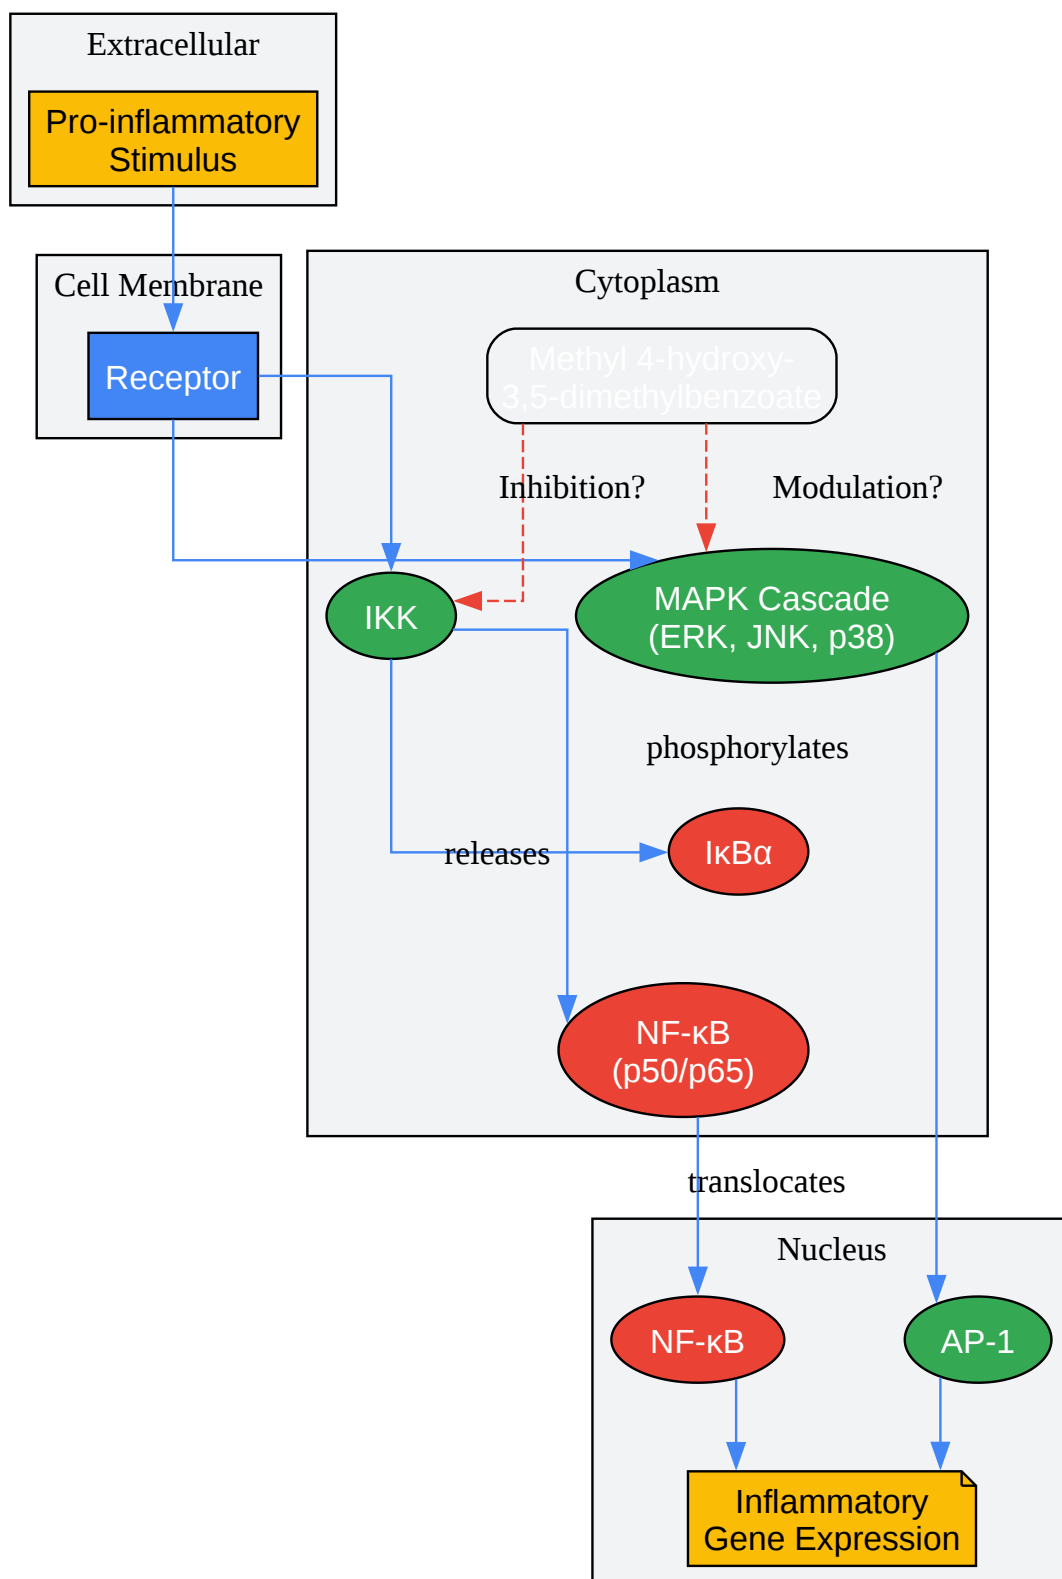 Extracellular
Pro-inflammatory
Stimulus
Cell Membrane
Receptor
Cytoplasm
Methyl 4-hydroxy-
3,5-dimethylbenzoate
Inhibition?
Modulation?
IKK
MAPK Cascade
(ERK, JNK, p38)
phosphorylates
releases
IκBα
NF-κB
(p50/p65)
translocates
Nucleus
NF-κB
AP-1
Inflammatory
Gene Expression